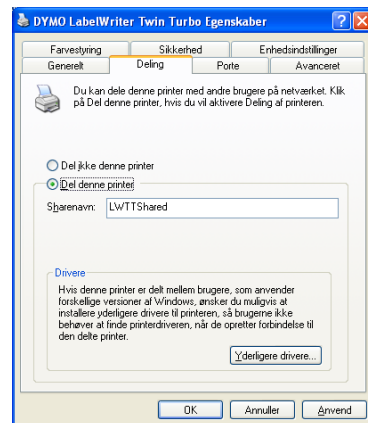 DYMO LabelWriter Twin Turbo Egenskaber
Farvestyring Sikkerhed Enhedsindstillinger
Generelt Deling Porte Avanceret
Du kan dele denne printer med andre brugere på netværket. Klik
på Del denne printer, hvis du vil aktivere Deling af printeren.
Del ikke denne printer
Del denne printer
Sharenavn: LWTTShared
Drivere
Hvis denne printer er delt mellem brugere, som anvender
forskellige versioner af Windows, ønsker du muligvis at
installere yderligere drivere til printeren, så brugerne ikke
behøver at finde printerdriveren, når de opretter forbindelse til
den delte printer.
Yderligere drivere...
OK Annuller Anvend